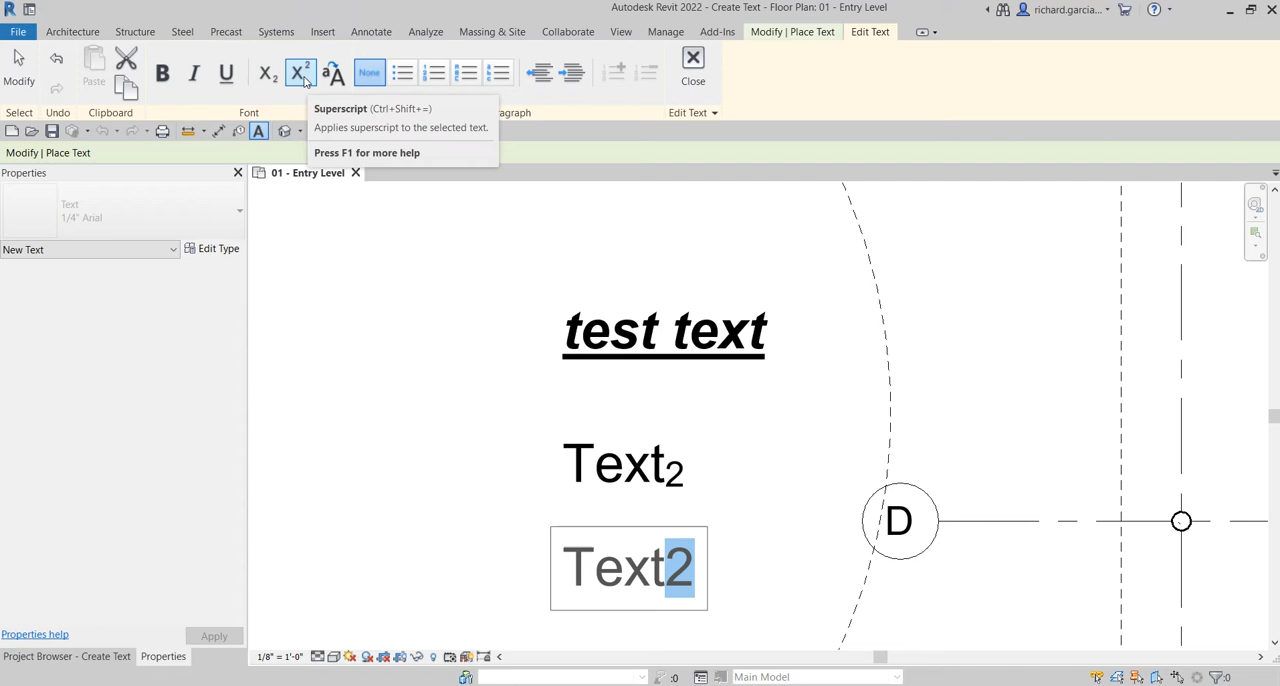 Autodesk Revit 2022 - Create Text - Floor Plan: 01 - Entry Level
richard.garcia...
File Architecture Structure Steel Precast Systems Insert Annotate Analyze Massing & Site Collaborate View Manage Add-Ins Modify | Place Text Edit Text
Modify Paste B I U X2 X2 aA None Close
Select Undo Clipboard Font Edit Text
Superscript (Ctrl+Shift+=)
Applies superscript to the selected text.
Press F1 for more help
A
Modify | Place Text
Properties
01 - Entry Level
Text
1/4" Arial
New Text
Edit Type
test text
Text2
D
Text2
Properties help
Apply
Project Browser - Create Text
Properties
1/8" = 1'-0"
:0
Main Model
:0